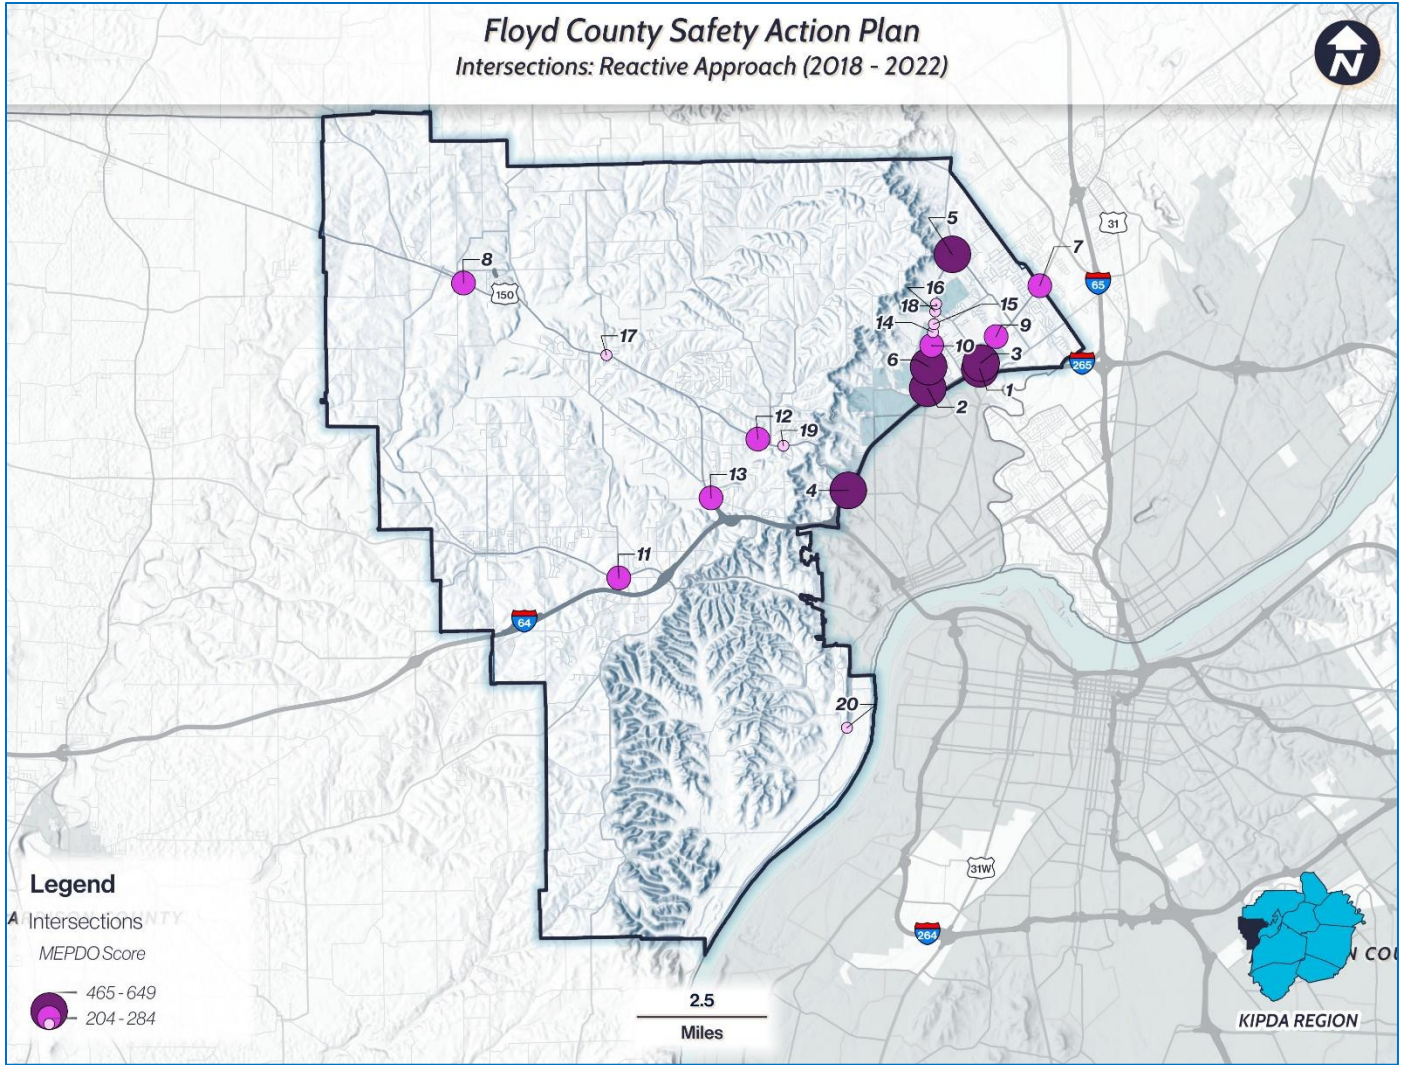 Floyd County Safety Action Plan
Intersections: Reactive Approach (2018 - 2022)
N
5
31
7
8
65
150
16
18
15
14
9
17
10
3
6
265
1
2
12
19
13
4
11
64
20
31W
264
Legend
Intersections
MEPDO Score
465 - 649
204 - 284
2.5
Miles
KIPDA REGION